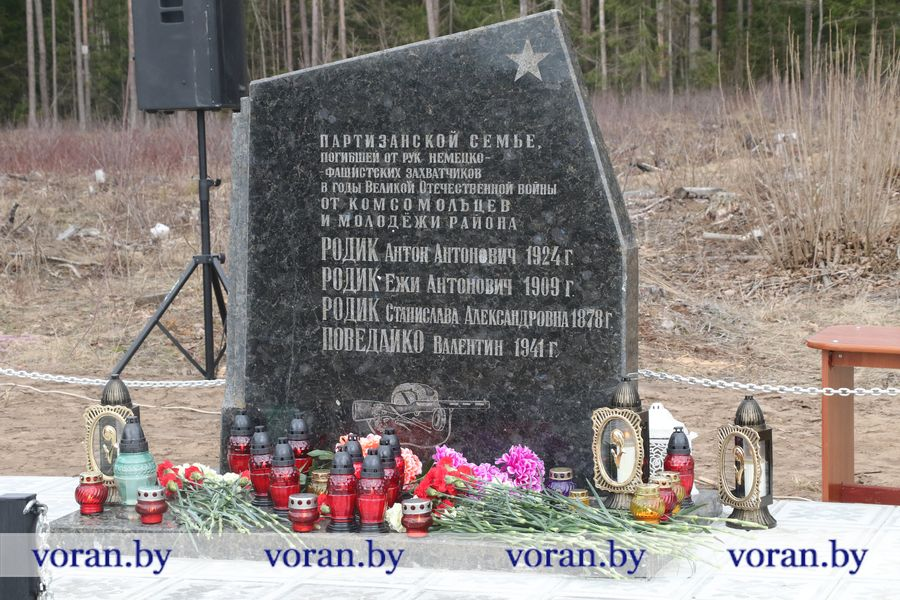 ПАРТИЗАНСКОЙ СЕМЬЕ,
ПОГИБШЕЙ ОТ РУК НЕМЕЦКО-
ФАШИСТСКИХ ЗАХВАТЧИКОВ
В ГОДЫ ВЕЛИКОЙ ОТЕЧЕСТВЕННОЙ ВОЙНЫ
ОТ КОМСОМОЛЬЦЕВ
И МОЛОДЁЖИ РАЙОНА
РОДИК АНТОН АНТОНОВИЧ 1924 Г.
РОДИК ЕЖИ АНТОНОВИЧ 1909 Г.
РОДИК СТАНИСЛАВА АЛЕКСАНДРОВНА 1878 Г.
ПОВЕДАЙКО ВАЛЕНТИН 1941 Г.
voran.by voran.by voran.by voran.by